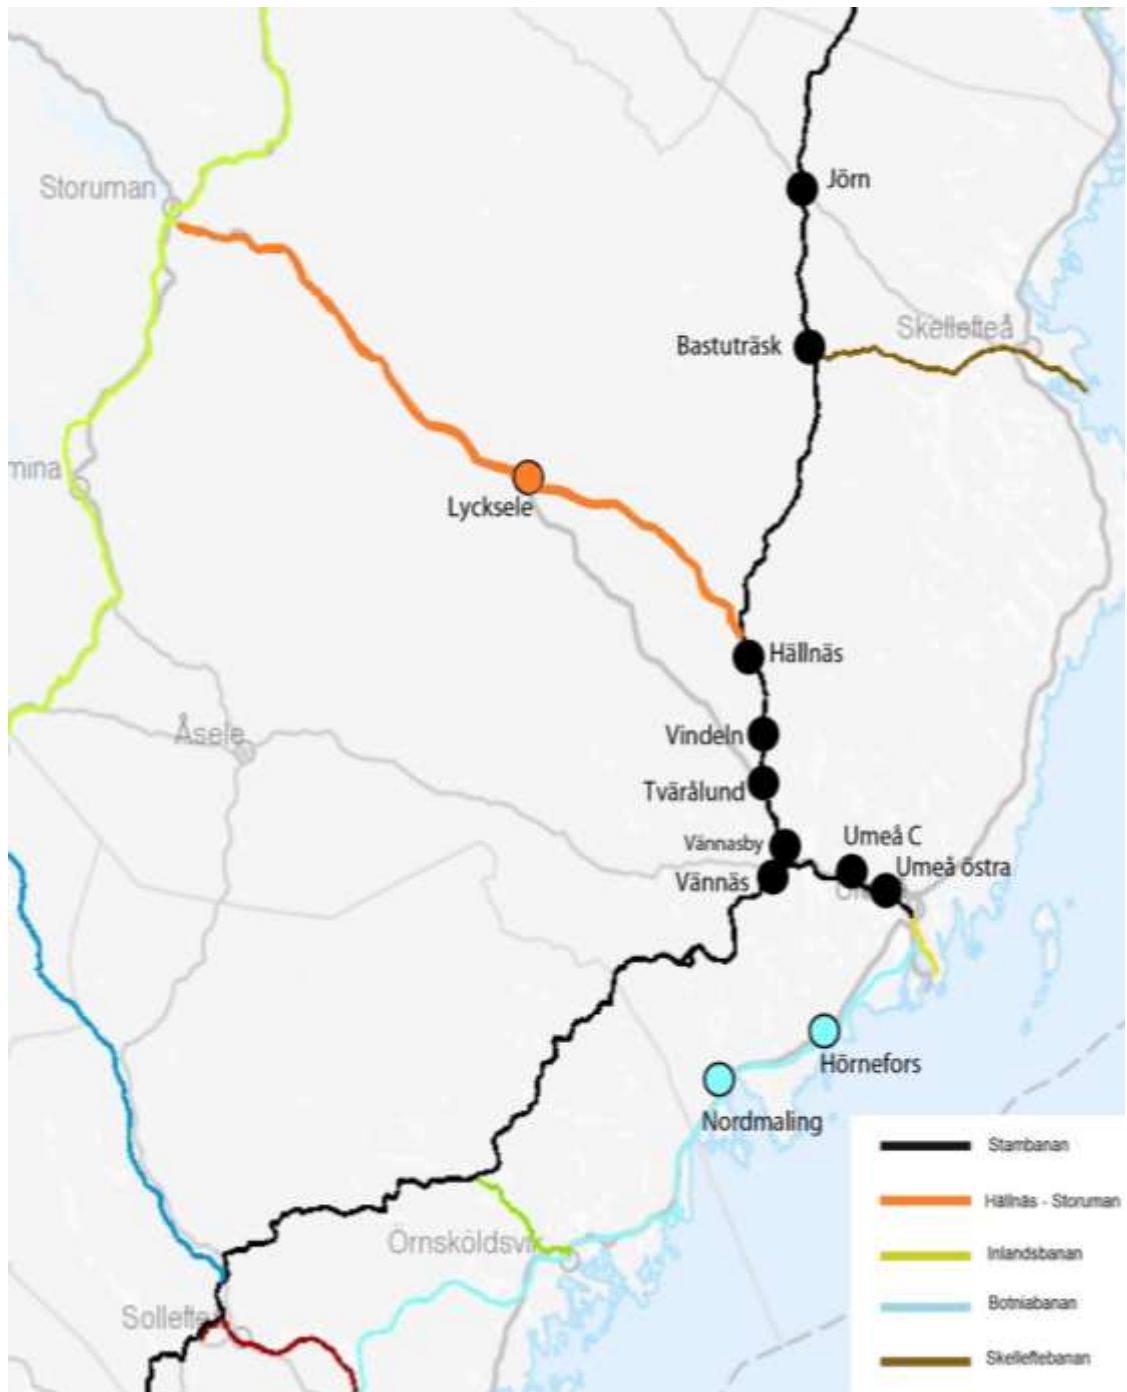 Storuman
Jörn
Skellefteå
Bastuträsk
mina
Lycksele
Hällnäs
Vindeln
Åsele
Tvärålund
Umeå C
Vännasby
Umeå östra
Vännäs
Hörnefors
Nordmaling
Stambanan
Hällnäs - Storuman
Örnsköldsvik
Inlandsbanan
Botniabanan
Sollefteå
Skelleftebanan